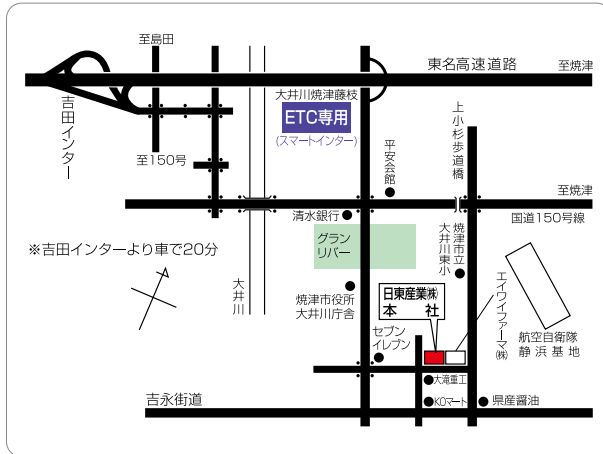 至島田
東名高速道路
至焼津
大井川焼津藤枝
ETC専用
(スマートインター)
吉田インター
上小杉歩道橋
平安会館
至150号
至焼津
国道150号線
清水銀行
グラン
リバー
焼津市立
大井川東小
※吉田インターより車で20分
大井川
焼津市役所
大井川庁舎
日東産業㈱
本　社
エイワイファーマ㈱
航空自衛隊
静浜基地
セブン
イレブン
大滝重工
吉永街道
KOマート
県産醤油